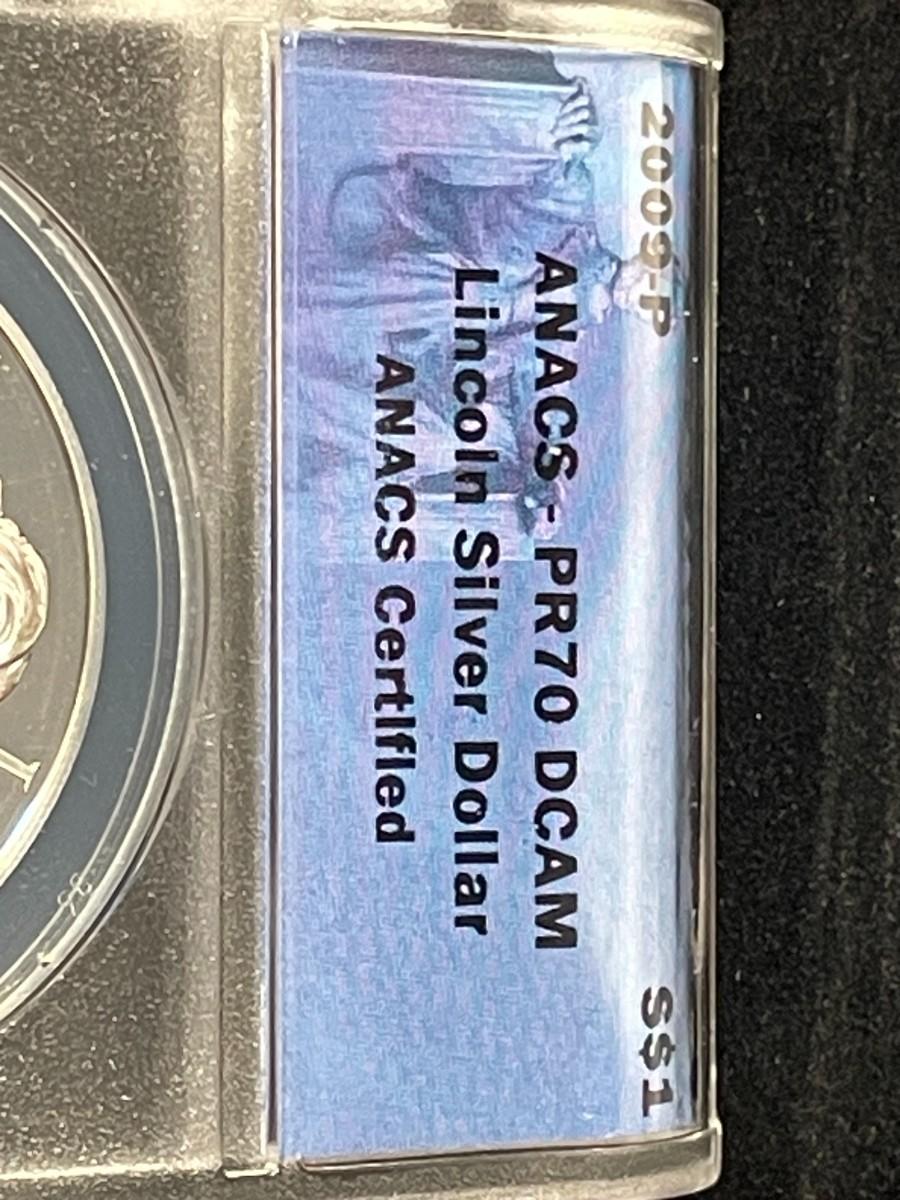 2009-P S$1
ANACS - PR70 DCAM
Lincoln Silver Dollar
ANACS Certified